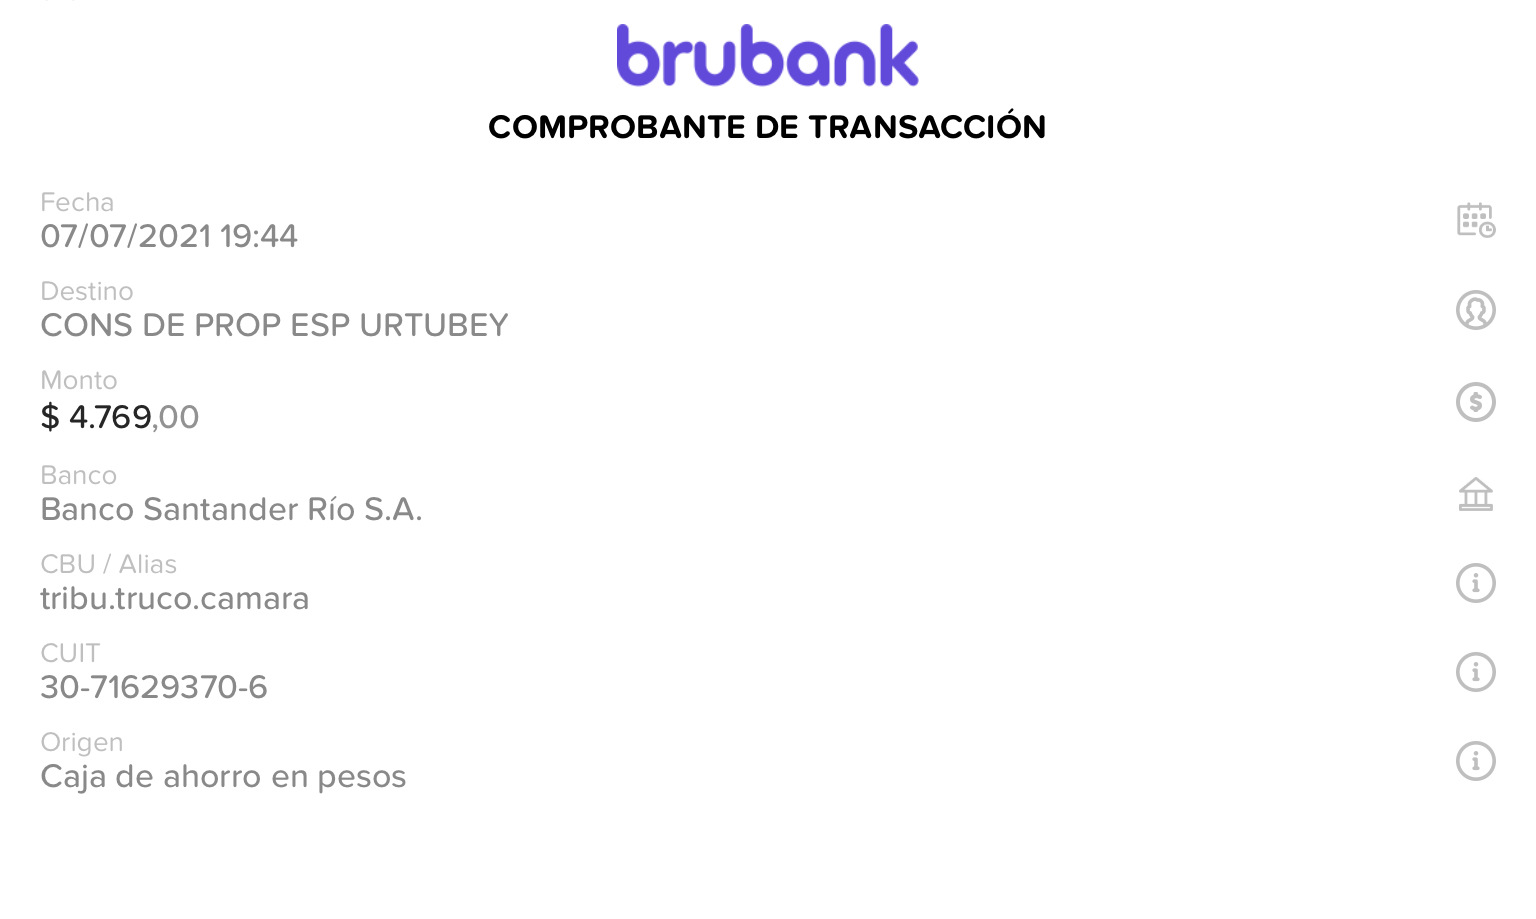 brubank
COMPROBANTE DE TRANSACCIÓN
Fecha
07/07/2021 19:44
Destino
CONS DE PROP ESP URTUBEY
Monto
$ 4.769,00
Banco
Banco Santander Río S.A.
CBU / Alias
tribu.truco.camara
CUIT
30-71629370-6
Origen
Caja de ahorro en pesos